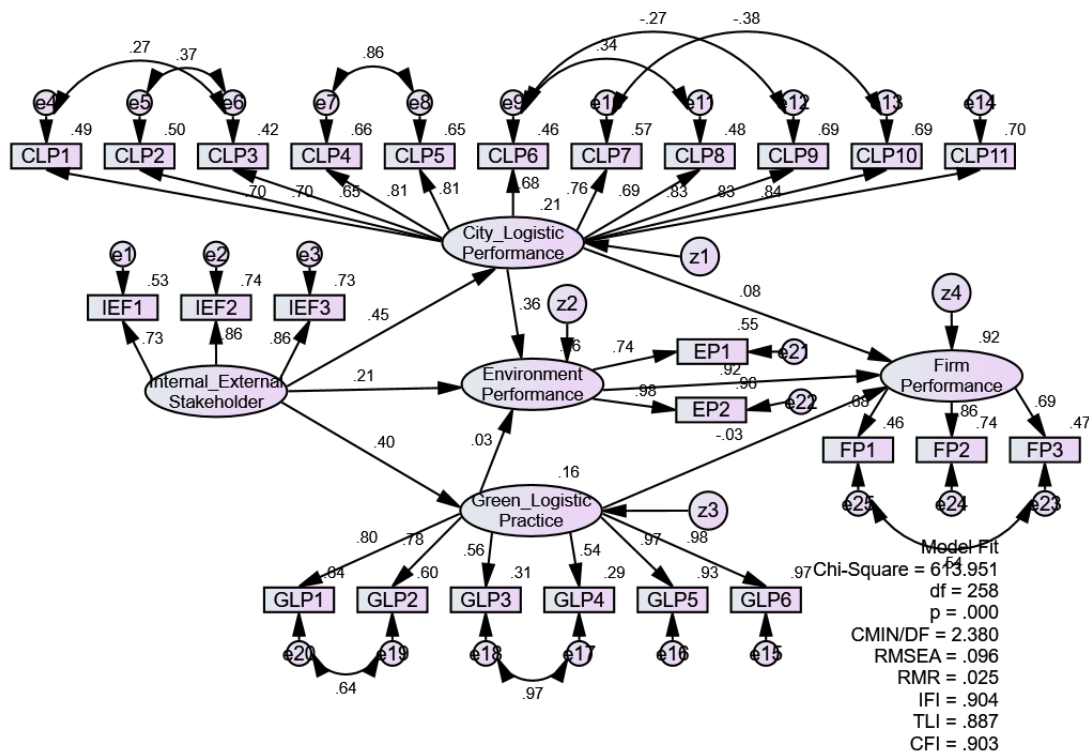 -.27 -.38
.27 .37 .86 .34
e4 e5 e6 e7 e8 e9 e11 e12 e14
.49 .50 .42 .66 .65 .46 .57 .48 .69 .69 .70
CLP1 CLP2 CLP3 CLP4 CLP5 CLP6 CLP7 CLP8 CLP9 CLP10 CLP11
.70 .70 .65 .81 .81 .68 .76 .69 .83 .83 .84
.21
City_Logistic
Performance
z1
e1 e2 e3
.53 .74 .73
IEF1 IEF2 IEF3
.73 .86 .86
.45 .36 .08
z2 z4
.55 .92
.74 EP1 e21
Internal_External
Stakeholder
.21
Environment
Performance
.92
.98 .96
EP2 e22
Firm
Performance
.68 .86 .69
.46 .74 .47
FP1 FP2 FP3
e25 e24 e23
.54
.40 .03 -.03
.16
Green_Logistic
Practice
z3
.80 .78 .56 .54 .97 .98
.64 .60 .31 .29 .93 .97
GLP1 GLP2 GLP3 GLP4 GLP5 GLP6
e20 e19 e18 e17 e16 e15
.64 .97
Model Fit
Chi-Square = 613.951
df = 258
p = .000
CMIN/DF = 2.380
RMSEA = .096
RMR = .025
IFI = .904
TLI = .887
CFI = .903